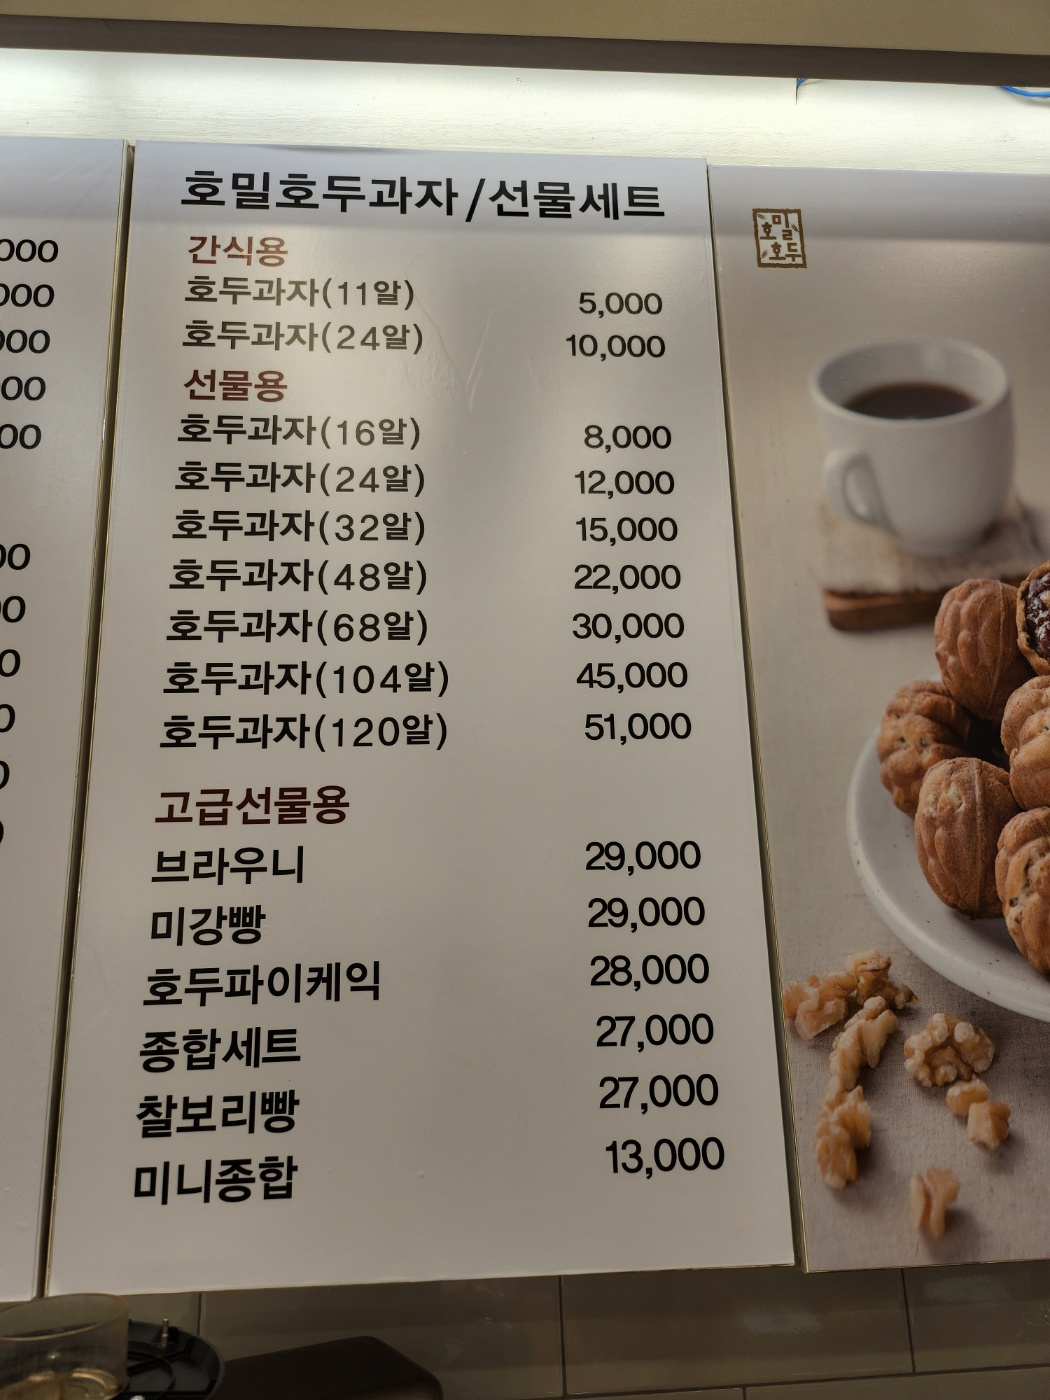 호밀호두과자/선물세트
간식용
호두과자(11알) 5,000
호두과자(24알) 10,000
선물용
호두과자(16알) 8,000
호두과자(24알) 12,000
호두과자(32알) 15,000
호두과자(48알) 22,000
호두과자(68알) 30,000
호두과자(104알) 45,000
호두과자(120알) 51,000
고급선물용
브라우니 29,000
미강빵 29,000
호두파이케익 28,000
종합세트 27,000
찰보리빵 27,000
미니종합 13,000
호밀호두